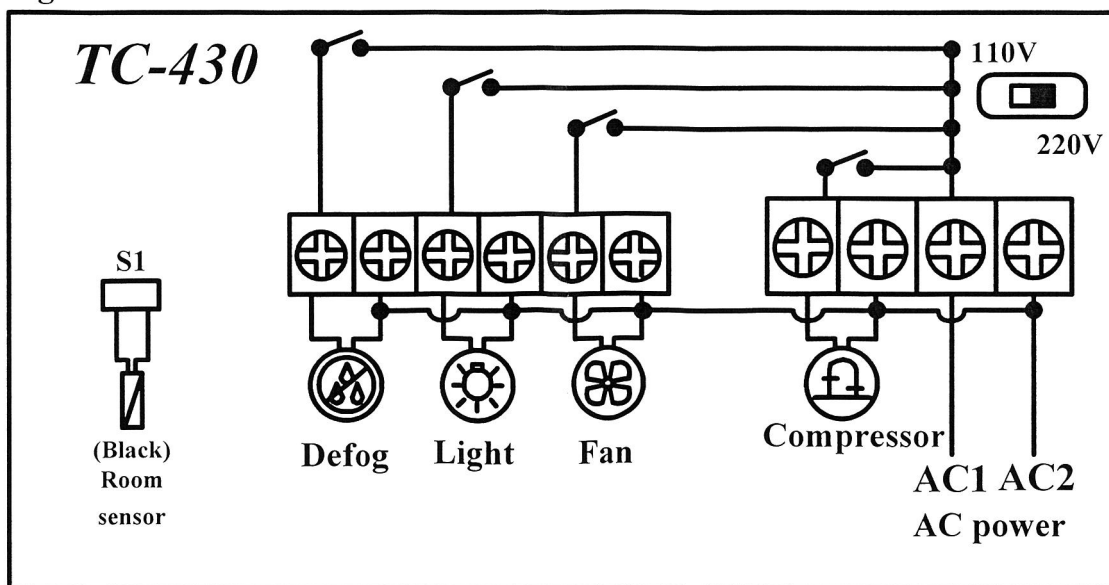 TC-430
110V
220V
S1
(Black)
Room
sensor
Defog
Light
Fan
Compressor
AC1 AC2
AC power